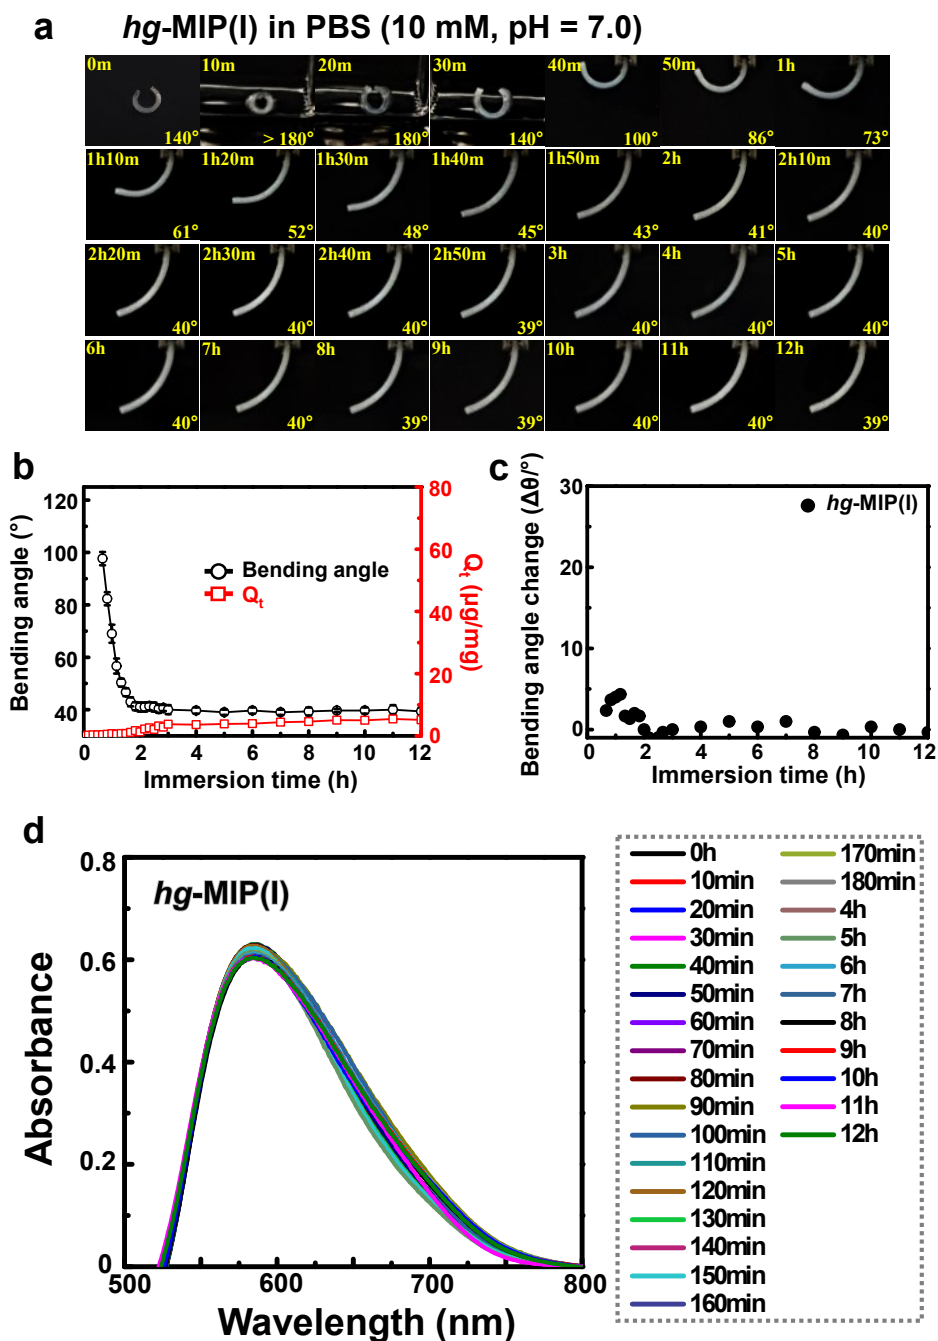 a hg-MIP(I) in PBS (10 mM, pH = 7.0)
0m 10m 20m 30m 40m 50m 1h
140° > 180° 180° 140° 100° 86° 73°
1h10m 1h20m 1h30m 1h40m 1h50m 2h 2h10m
61° 52° 48° 45° 43° 41° 40°
2h20m 2h30m 2h40m 2h50m 3h 4h 5h
40° 40° 40° 39° 40° 40° 40°
6h 7h 8h 9h 10h 11h 12h
40° 40° 39° 39° 40° 40° 39°
b
Bending angle (°)
120
100
80
60
40
0 2 4 6 8 10 12
Immersion time (h)
Bending angle
Qt
80
60
40
20
0
Qt (μg/mg)
c
Bending angle change (Δθ/°)
30
20
10
0
0 2 4 6 8 10 12
Immersion time (h)
hg-MIP(I)
d
hg-MIP(I)
Absorbance
0.8
0.6
0.4
0.2
0
500 600 700 800
Wavelength (nm)
0h
10min
20min
30min
40min
50min
60min
70min
80min
90min
100min
110min
120min
130min
140min
150min
160min
170min
180min
4h
5h
6h
7h
8h
9h
10h
11h
12h